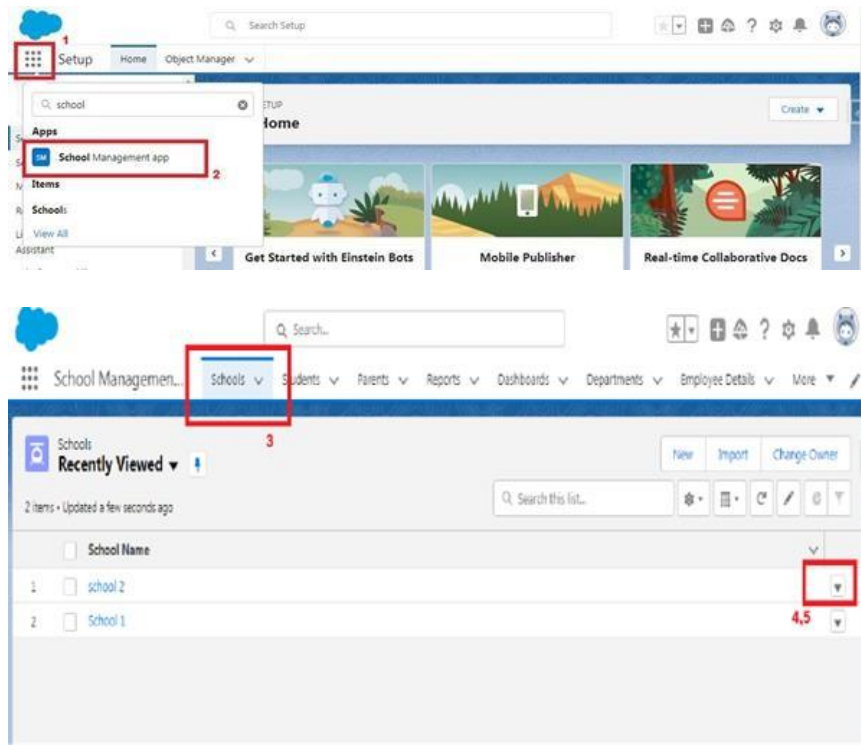 Search Setup
1
Setup Home Object Manager
school
SETUP
Home
Create
Apps
SM School Management app
2
Items
Schools
View All
Assistant
Get Started with Einstein Bots
Mobile Publisher
Real-time Collaborative Docs
Search...
School Managemen... Schools Students Parents Reports Dashboards Departments Employee Details More
3
Schools
Recently Viewed
New Import Change Owner
2 items • Updated a few seconds ago
Search this list...
School Name
1 school 2
4,5
2 School 1